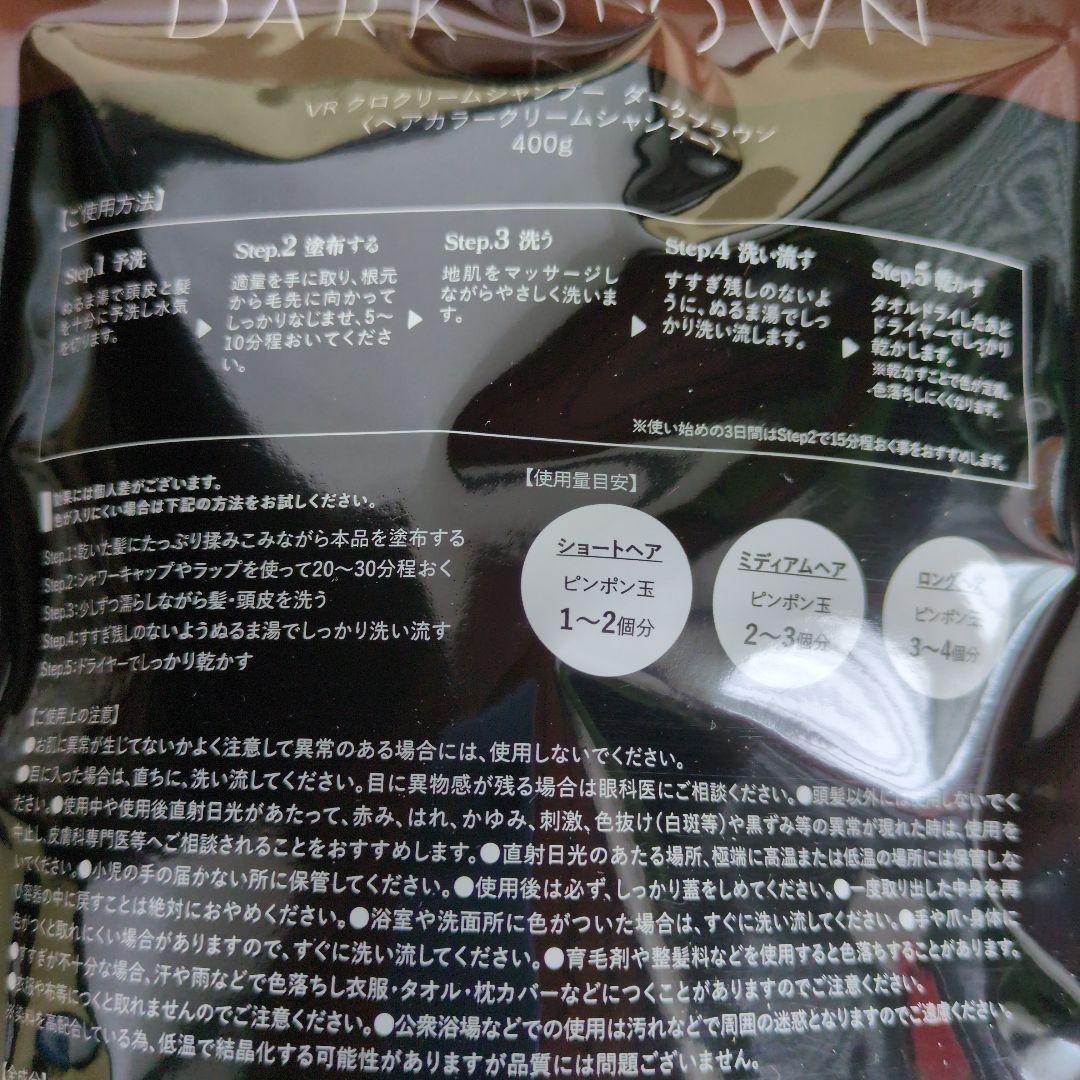 DARK BROWN
VR クロクリームシャンプー ダークブラウン
〈ヘアカラークリームシャンプー〉
400g
【ご使用方法】
Step.1 予洗
ぬるま湯で頭皮と髪
を十分に予洗し水気
を切ります。
Step.2 塗布する
適量を手に取り、根元
から毛先に向かって
しっかりなじませ、5〜
10分程おいてくださ
い。
Step.3 洗う
地肌をマッサージし
ながらやさしく洗いま
す。
Step.4 洗い流す
すすぎ残しのないよ
うに、ぬるま湯でしっ
かり洗い流します。
Step.5 乾かす
タオルドライしたあと
ドライヤーでしっかり
乾かします。
※乾かすことで色が定着。
色落ちしにくくなります。
※使い始めの3日間はStep2で15分程おく事をおすすめします。
効果には個人差がございます。
色が入りにくい場合は下記の方法をお試しください。
Step.1:乾いた髪にたっぷり揉みこみながら本品を塗布する
Step.2:シャワーキャップやラップを使って20〜30分程おく
Step.3:少しずつ濡らしながら髪・頭皮を洗う
Step.4:すすぎ残しのないようぬるま湯でしっかり洗い流す
Step.5:ドライヤーでしっかり乾かす
【使用量目安】
ショートヘア
ピンポン玉
1〜2個分
ミディアムヘア
ピンポン玉
2〜3個分
ロングヘア
ピンポン玉
3〜4個分
【ご使用上の注意】
●お肌に異常が生じてないかよく注意して異常のある場合には、使用しないでください。
●目に入った場合は、直ちに、洗い流してください。目に異物感が残る場合は眼科医にご相談ください。●頭髪以外には使用しないでく
ださい。●使用中や使用後直射日光があたって、赤み、はれ、かゆみ、刺激、色抜け(白斑等)や黒ずみ等の異常が現れた時は、使用を
中止し、皮膚科専門医等へご相談されることをおすすめします。●直射日光のあたる場所、極端に高温または低温の場所には保管しな
いでください。●小児の手の届かない所に保管してください。●使用後は必ず、しっかり蓋をしめてください。●一度取り出した中身を再
び容器の中に戻すことは絶対におやめください。●浴室や洗面所に色がついた場合は、すぐに洗い流してください。●手や爪・身体に
色がつくと取れにくい場合がありますので、すぐに洗い流してください。●育毛剤や整髪料などを使用すると色落ちすることがあります。
●すすぎが不十分な場合、汗や雨などで色落ちし衣服・タオル・枕カバーなどにつくことがありますのでご注意ください。
や布等につくと取れませんのでご注意ください。●公衆浴場などでの使用は汚れなどで周囲の迷惑となりますのでご遠慮ください。
※染料を高配合している為、低温で結晶化する可能性がありますが品質には問題ございません。
【全成分】